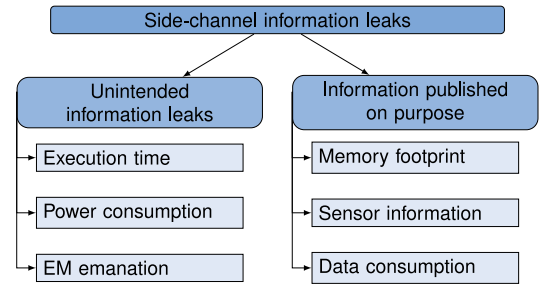 Side-channel information leaks
Unintended
information leaks
Execution time
Power consumption
EM emanation
Information published
on purpose
Memory footprint
Sensor information
Data consumption